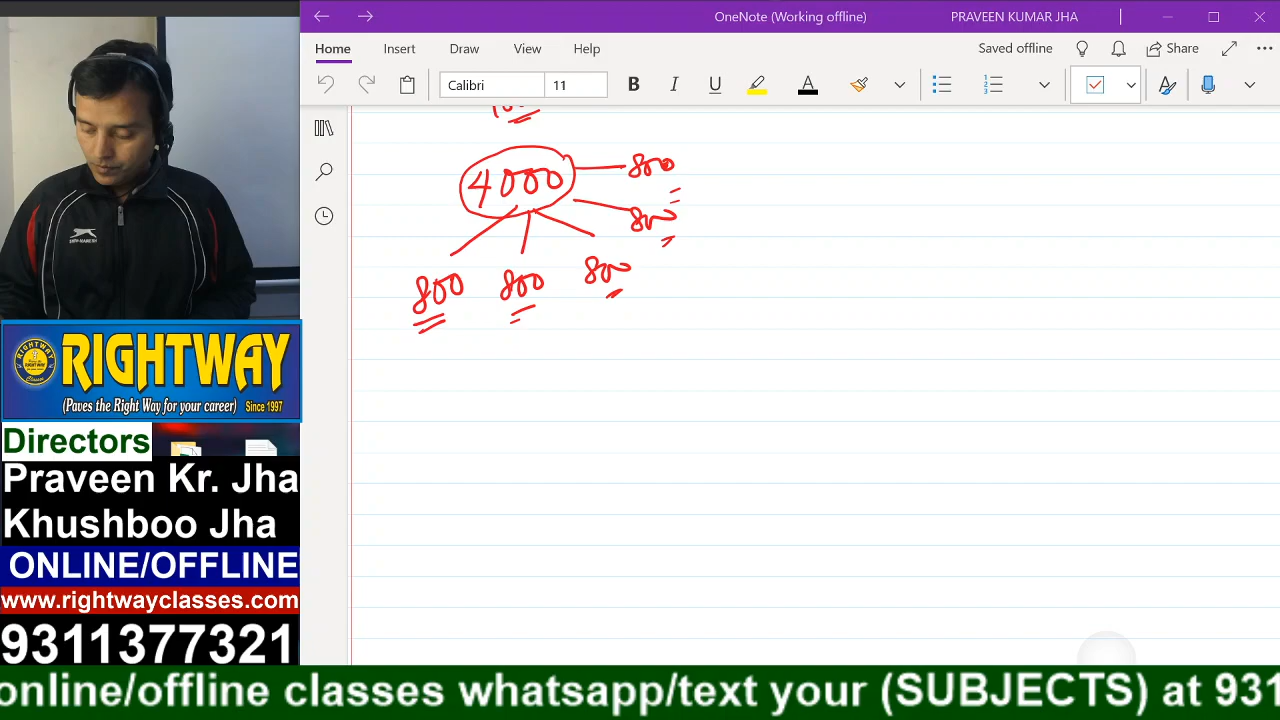 OneNote (Working offline)
PRAVEEN KUMAR JHA
Home Insert Draw View Help
Saved offline
Share
Calibri 11
B I U A
4000
800
800
800 800 800
RIGHTWAY
(Paves the Right Way for your career) Since 1997
RIGHTWAY
Classes
Directors
Praveen Kr. Jha
Khushboo Jha
ONLINE/OFFLINE
www.rightwayclasses.com
9311377321
online/offline classes whatsapp/text your (SUBJECTS) at 931